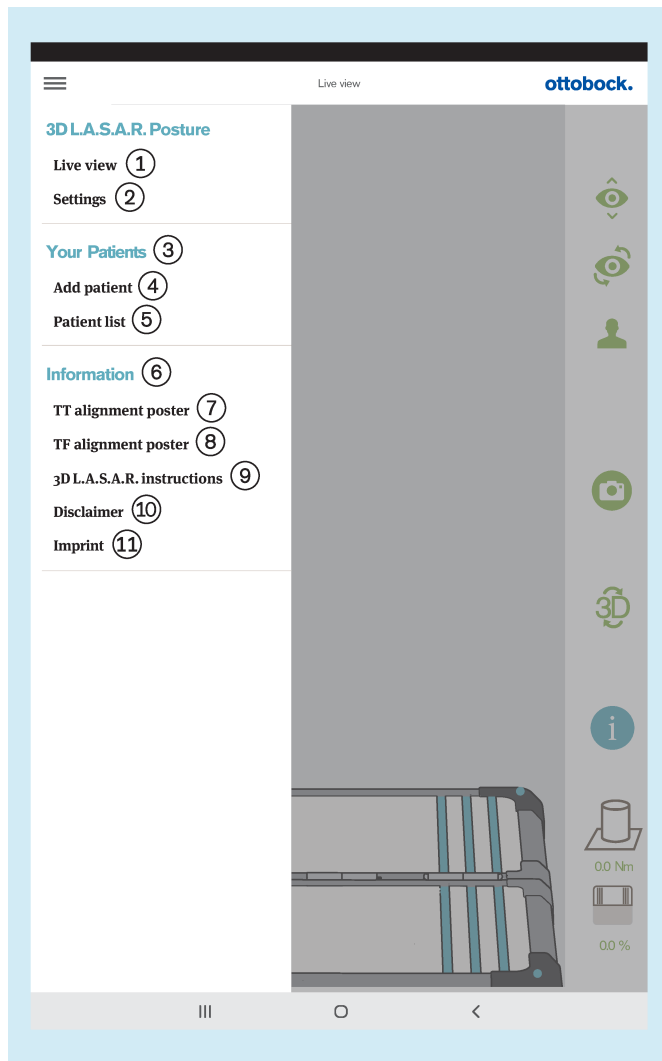 Live view
ottobock.
3D L.A.S.A.R. Posture
Live view 1
Settings 2
Your Patients 3
Add patient 4
Patient list 5
Information 6
TT alignment poster 7
TF alignment poster 8
3D L.A.S.A.R. instructions 9
Disclaimer 10
Imprint 11
3D
i
0.0 Nm
0.0 %